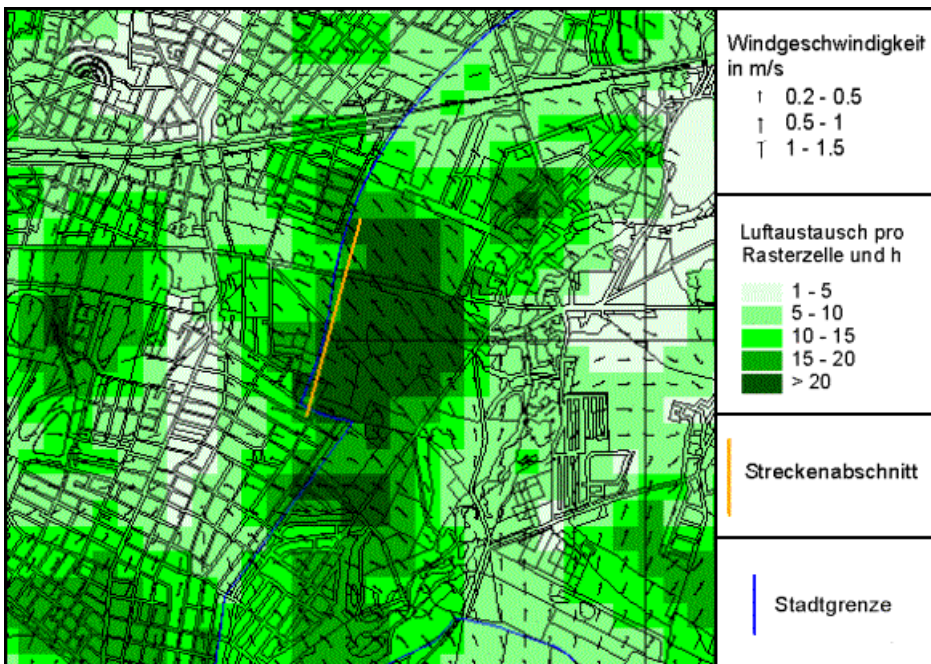 Windgeschwindigkeit
in m/s
0.2 - 0.5
0.5 - 1
1 - 1.5
Luftaustausch pro
Rasterzelle und h
1 - 5
5 - 10
10 - 15
15 - 20
> 20
Streckenabschnitt
Stadtgrenze